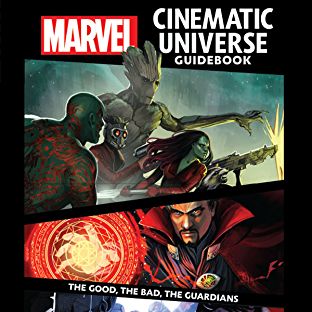 MARVEL
CINEMATIC
UNIVERSE
GUIDEBOOK
THE GOOD, THE BAD, THE GUARDIANS